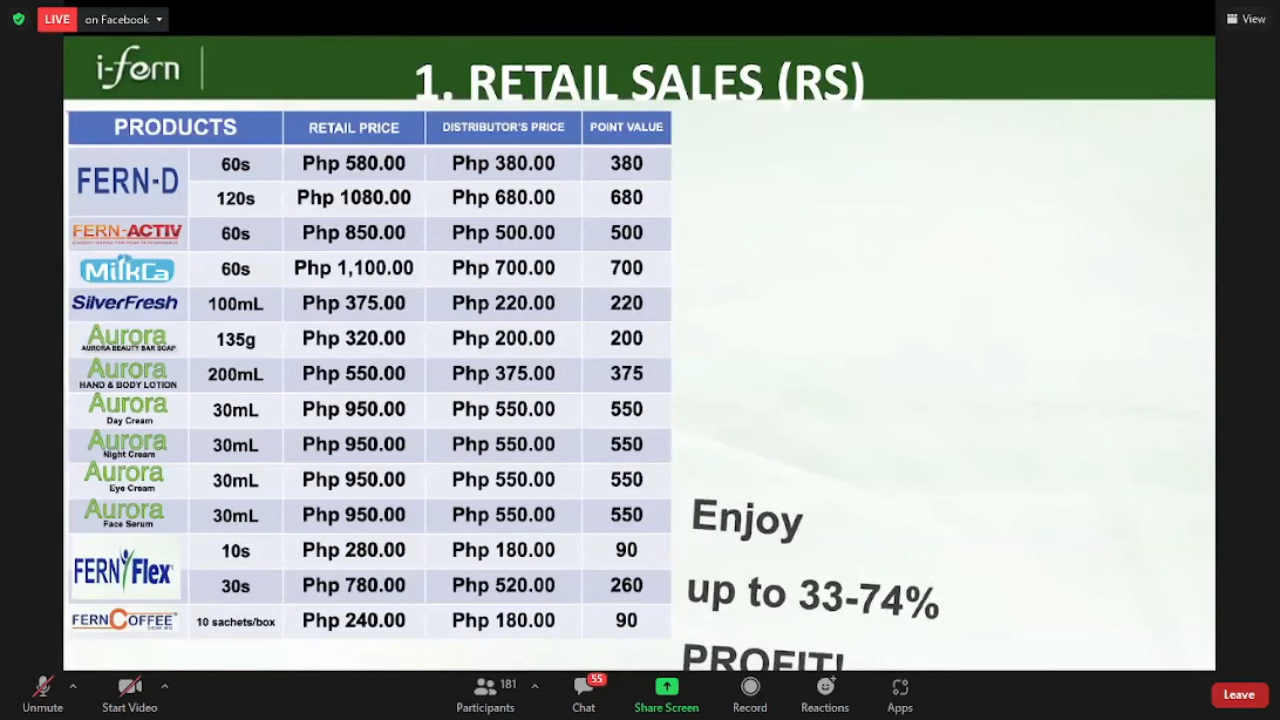 LIVE on Facebook
View
i-fern
1. RETAIL SALES (RS)
PRODUCTS RETAIL PRICE DISTRIBUTOR'S PRICE POINT VALUE
FERN-D 60s Php 580.00 Php 380.00 380
120s Php 1080.00 Php 680.00 680
FERN-ACTIV 60s Php 850.00 Php 500.00 500
MilkCa 60s Php 1,100.00 Php 700.00 700
SilverFresh 100mL Php 375.00 Php 220.00 220
Aurora 135g Php 320.00 Php 200.00 200
AURORA BEAUTY BAR SOAP
Aurora 200mL Php 550.00 Php 375.00 375
HAND & BODY LOTION
Aurora 30mL Php 950.00 Php 550.00 550
Day Cream
Aurora 30mL Php 950.00 Php 550.00 550
Night Cream
Aurora 30mL Php 950.00 Php 550.00 550
Eye Cream
Aurora 30mL Php 950.00 Php 550.00 550
Face Serum
FERN Flex 10s Php 280.00 Php 180.00 90
30s Php 780.00 Php 520.00 260
FERN COFFEE 10 sachets/box Php 240.00 Php 180.00 90
Enjoy
up to 33-74%
PROFIT!
181
55
Unmute Start Video Participants Chat Share Screen Record Reactions Apps Leave